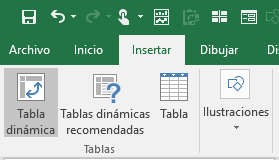 Archivo Inicio Insertar Dibujar
Tabla Tablas dinámicas Tabla Ilustraciones
dinámica recomendadas
Tablas